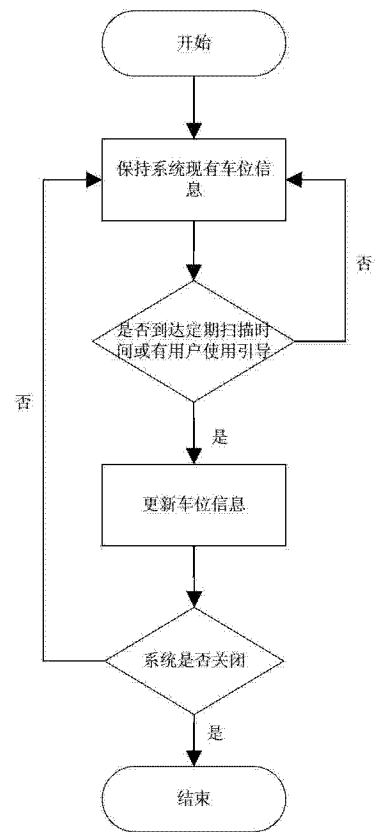 开始
保持系统现有车位信
息
否
是否到达定期扫描时
间或有用户使用引导
否
是
更新车位信息
系统是否关闭
是
结束